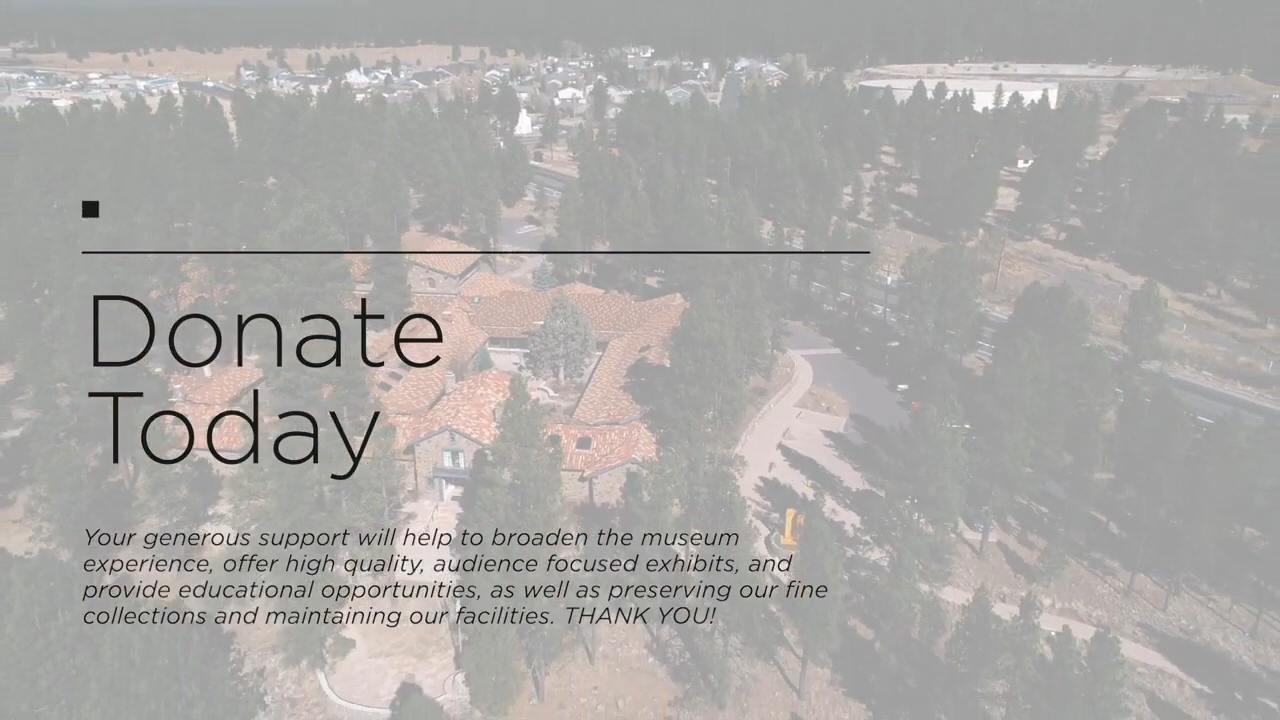 Donate
Today
Your generous support will help to broaden the museum
experience, offer high quality, audience focused exhibits, and
provide educational opportunities, as well as preserving our fine
collections and maintaining our facilities. THANK YOU!